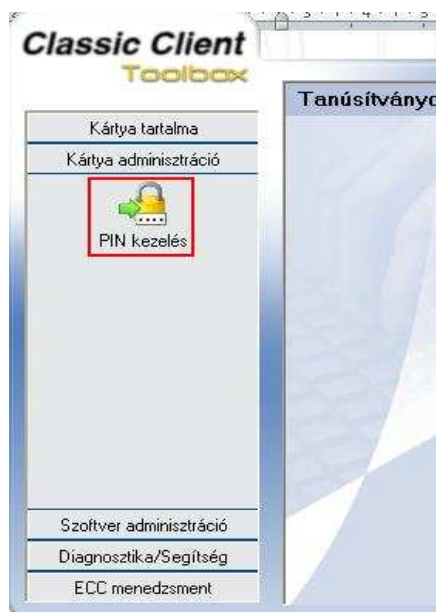 Classic Client
Toolbox
Tanúsítvány
Kártya tartalma
Kártya adminisztráció
PIN kezelés
Szoftver adminisztráció
Diagnosztika/Segítség
ECC menedzsment